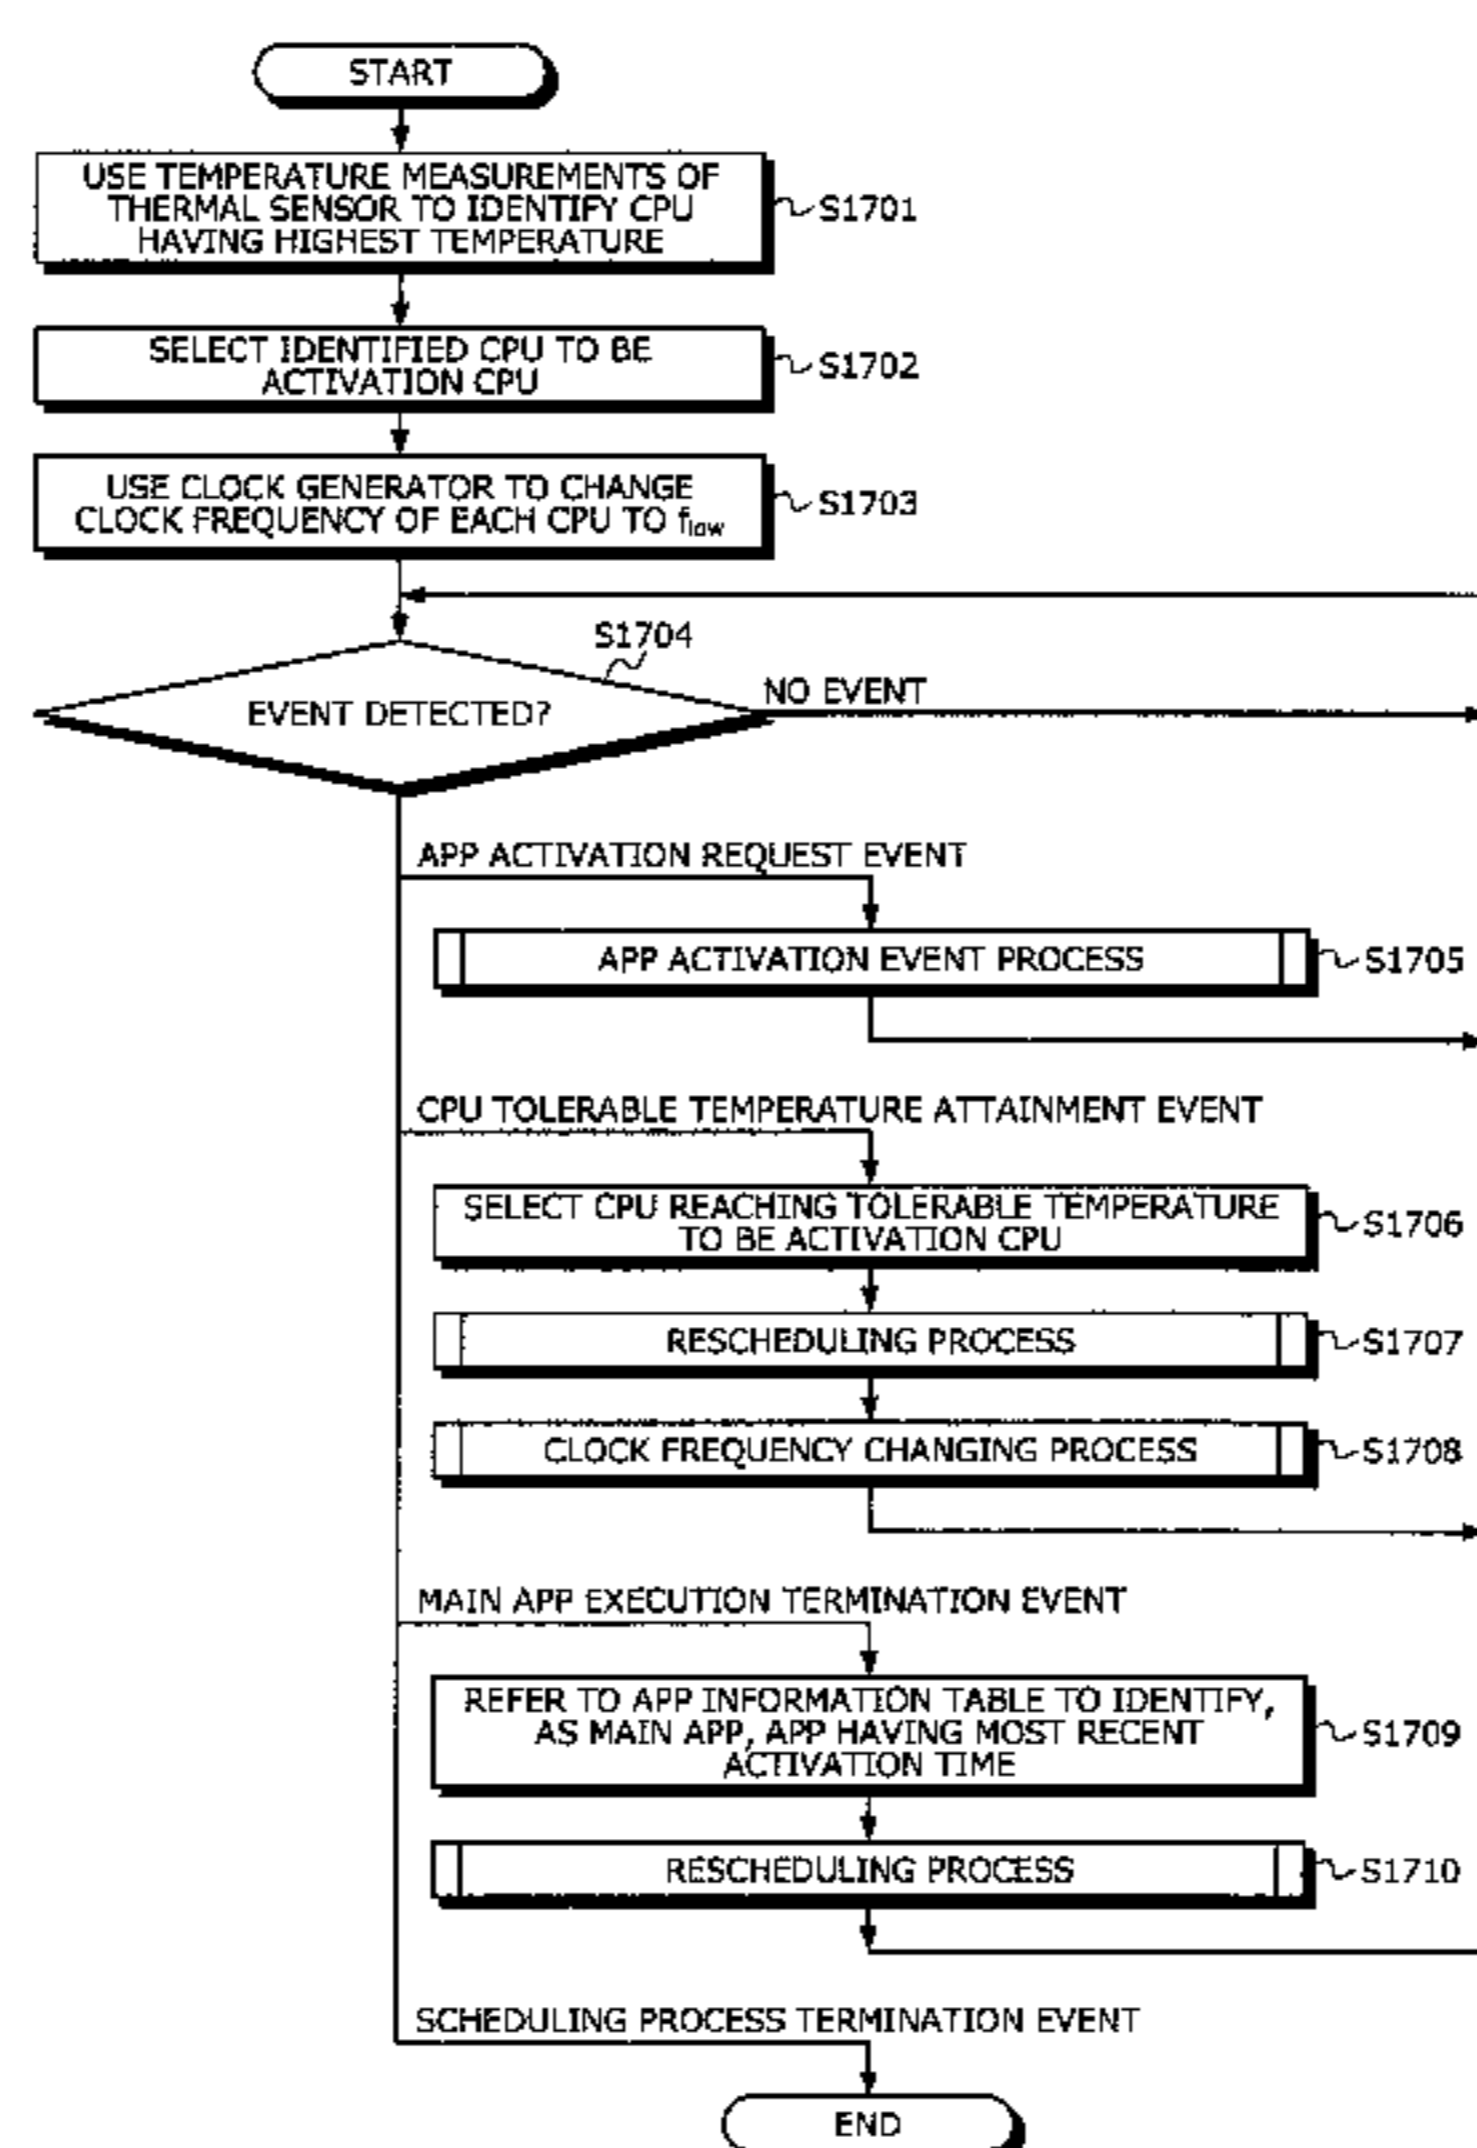 START
USE TEMPERATURE MEASUREMENTS OF
THERMAL SENSOR TO IDENTIFY CPU
HAVING HIGHEST TEMPERATURE
S1701
SELECT IDENTIFIED CPU TO BE
ACTIVATION CPU
S1702
USE CLOCK GENERATOR TO CHANGE
CLOCK FREQUENCY OF EACH CPU TO flow
S1703
S1704
EVENT DETECTED?
NO EVENT
APP ACTIVATION REQUEST EVENT
APP ACTIVATION EVENT PROCESS
S1705
CPU TOLERABLE TEMPERATURE ATTAINMENT EVENT
SELECT CPU REACHING TOLERABLE TEMPERATURE
TO BE ACTIVATION CPU
S1706
RESCHEDULING PROCESS
S1707
CLOCK FREQUENCY CHANGING PROCESS
S1708
MAIN APP EXECUTION TERMINATION EVENT
REFER TO APP INFORMATION TABLE TO IDENTIFY,
AS MAIN APP, APP HAVING MOST RECENT
ACTIVATION TIME
S1709
RESCHEDULING PROCESS
S1710
SCHEDULING PROCESS TERMINATION EVENT
END